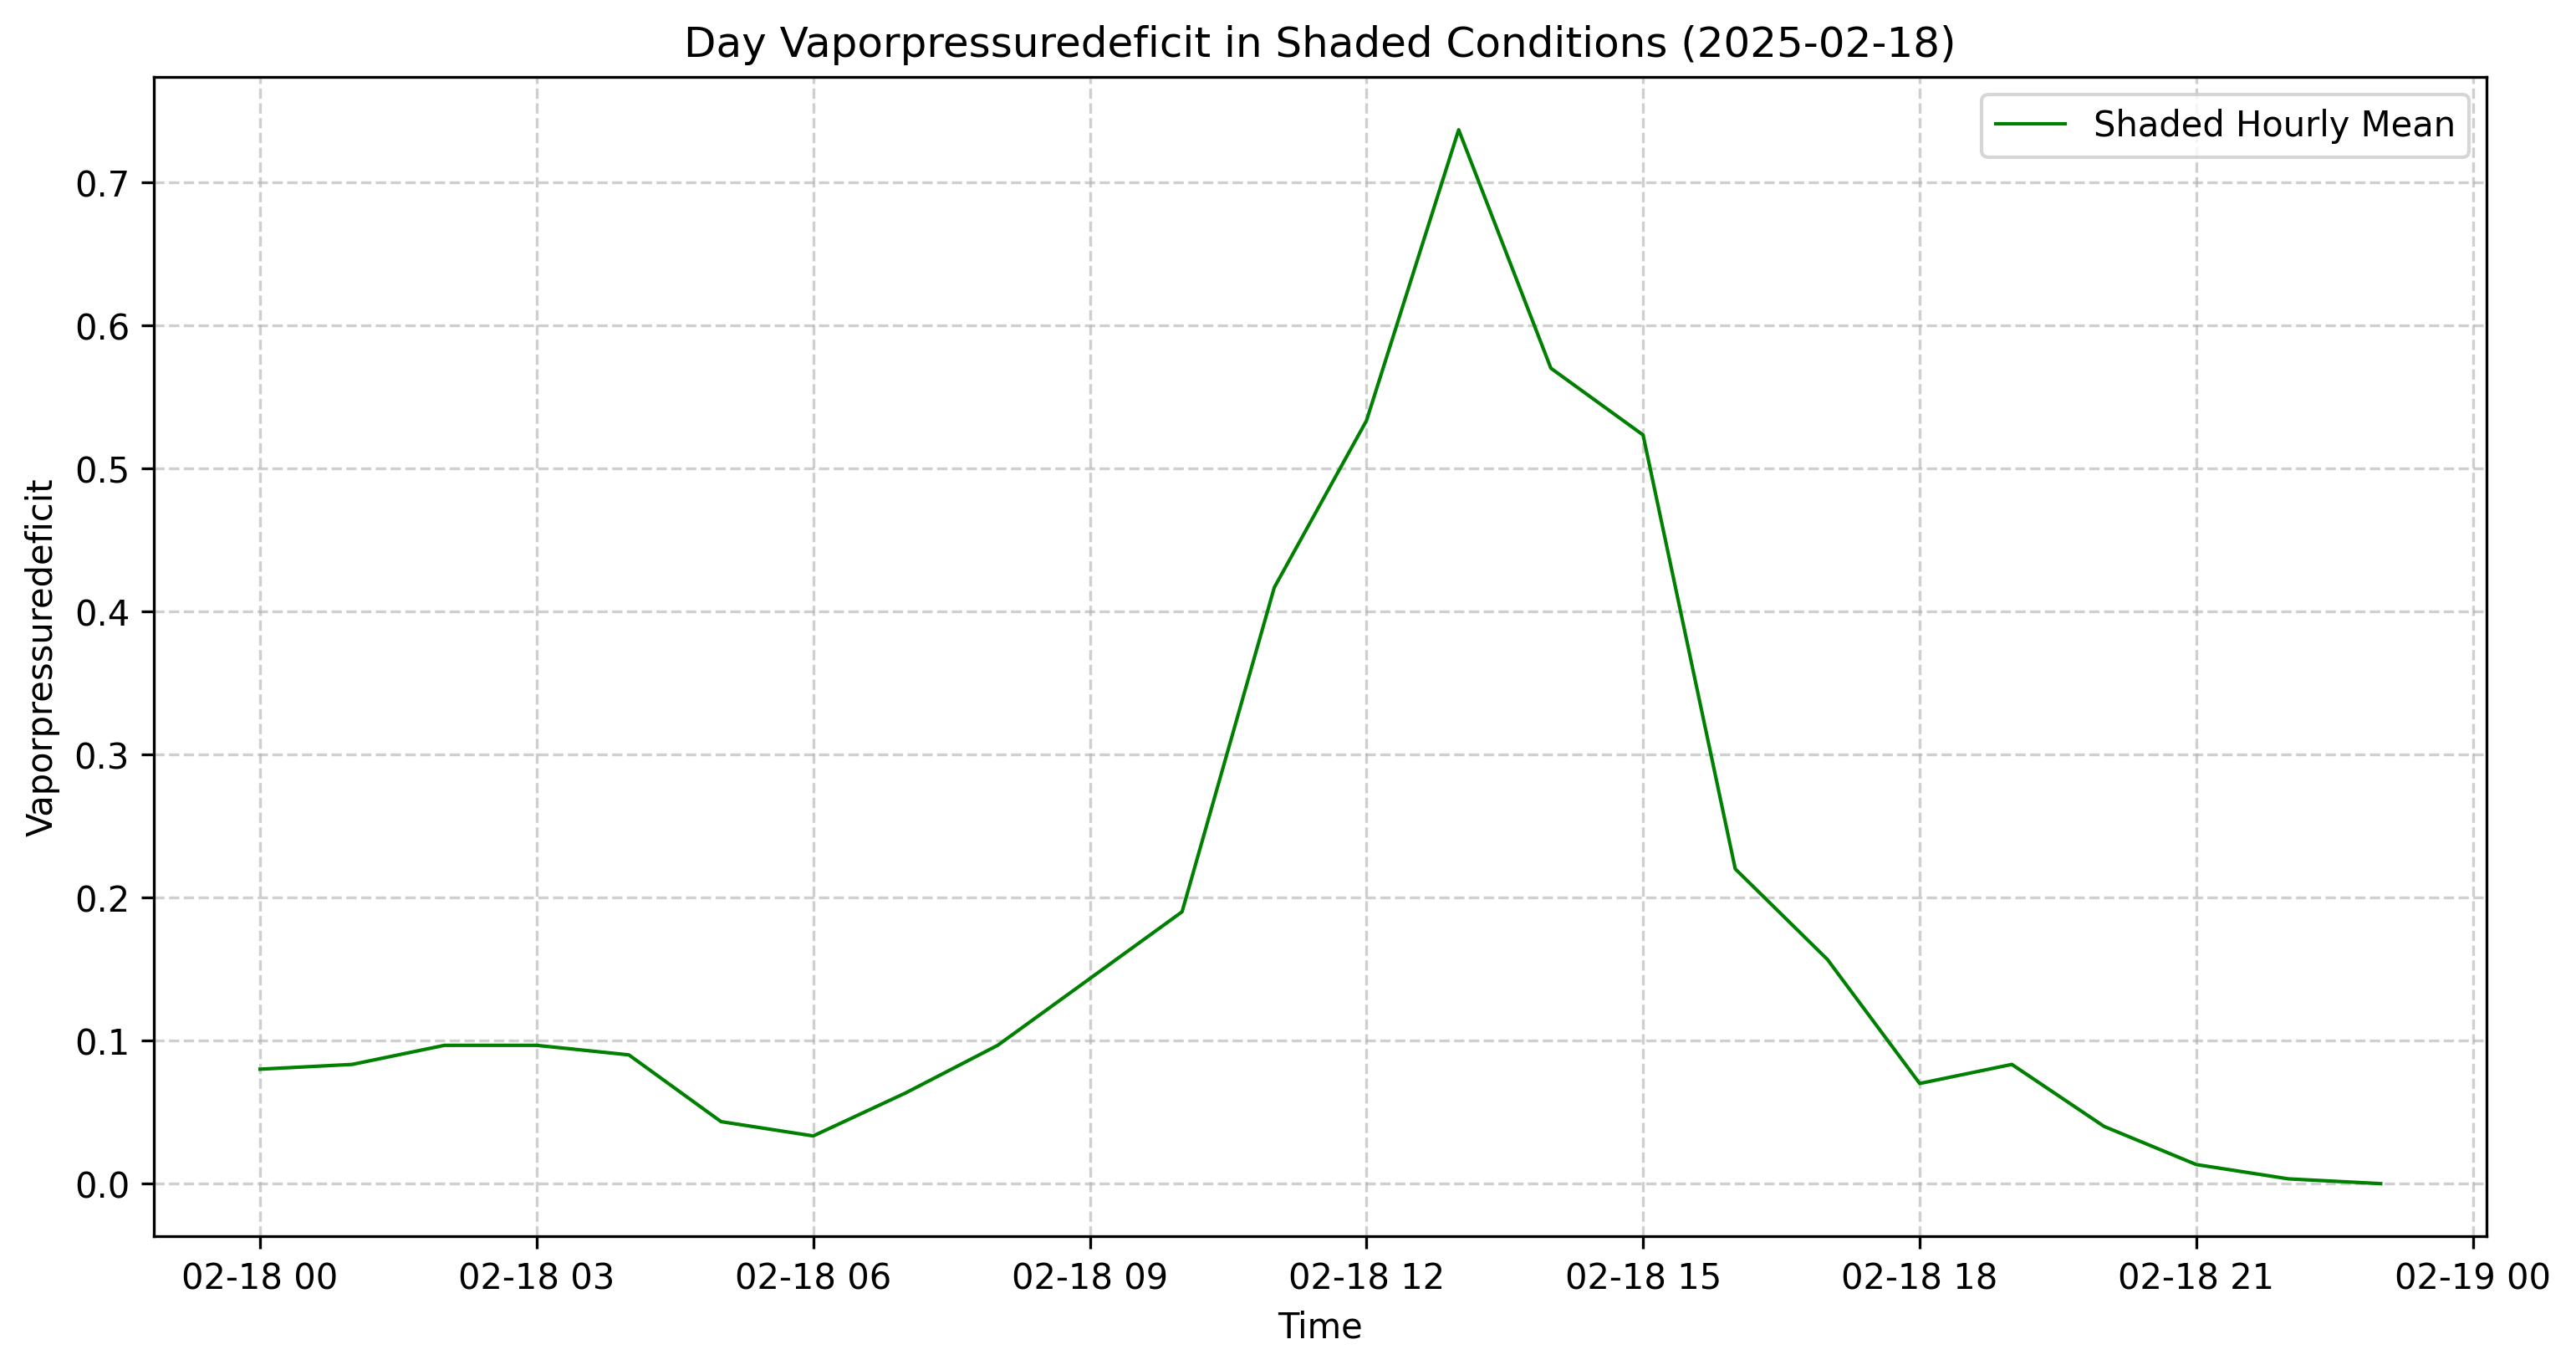 Day Vaporpressuredeficit in Shaded Conditions (2025-02-18)
Shaded Hourly Mean
Vaporpressuredeficit
0.7
0.6
0.5
0.4
0.3
0.2
0.1
0.0
02-18 00 02-18 03 02-18 06 02-18 09 02-18 12 02-18 15 02-18 18 02-18 21 02-19 00
Time